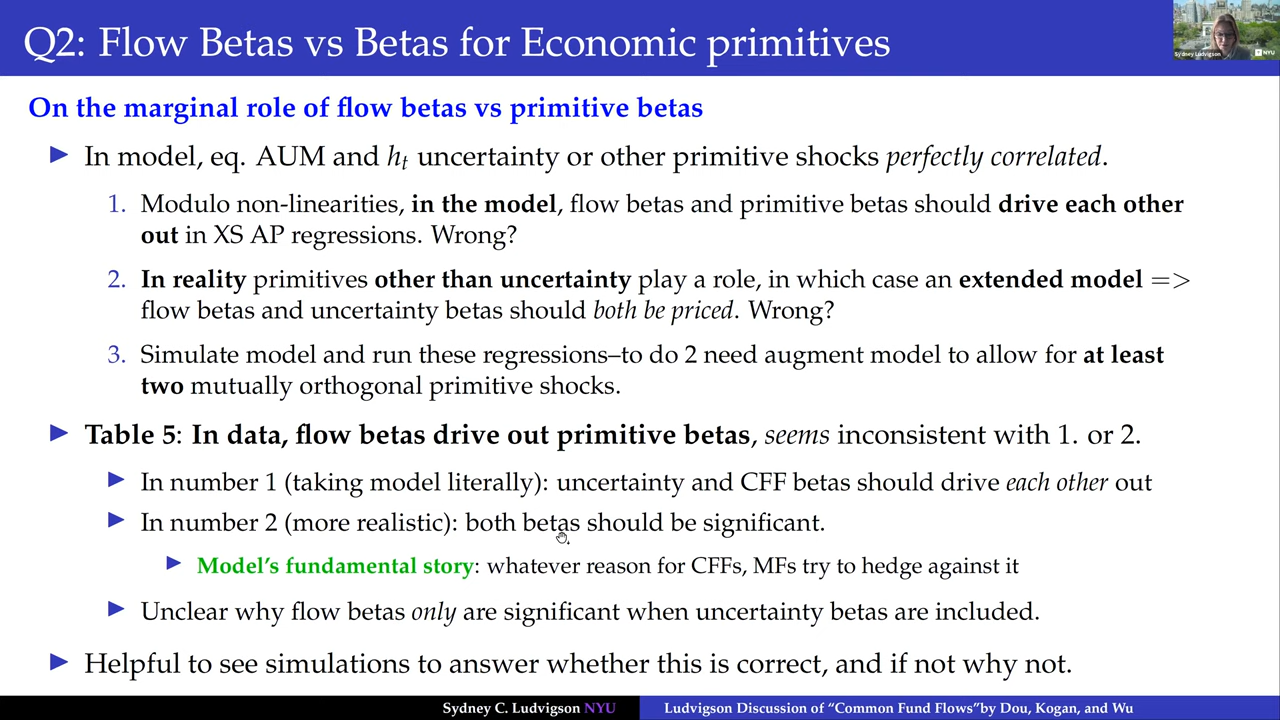 Q2: Flow Betas vs Betas for Economic primitives
Sydney Ludvigson
NYU
On the marginal role of flow betas vs primitive betas
▶ In model, eq. AUM and hₜ uncertainty or other primitive shocks perfectly correlated.
1. Modulo non-linearities, in the model, flow betas and primitive betas should drive each other
out in XS AP regressions. Wrong?
2. In reality primitives other than uncertainty play a role, in which case an extended model =>
flow betas and uncertainty betas should both be priced. Wrong?
3. Simulate model and run these regressions–to do 2 need augment model to allow for at least
two mutually orthogonal primitive shocks.
▶ Table 5: In data, flow betas drive out primitive betas, seems inconsistent with 1. or 2.
▶ In number 1 (taking model literally): uncertainty and CFF betas should drive each other out
▶ In number 2 (more realistic): both betas should be significant.
▶ Model's fundamental story: whatever reason for CFFs, MFs try to hedge against it
▶ Unclear why flow betas only are significant when uncertainty betas are included.
▶ Helpful to see simulations to answer whether this is correct, and if not why not.
Sydney C. Ludvigson NYU
Ludvigson Discussion of "Common Fund Flows"by Dou, Kogan, and Wu